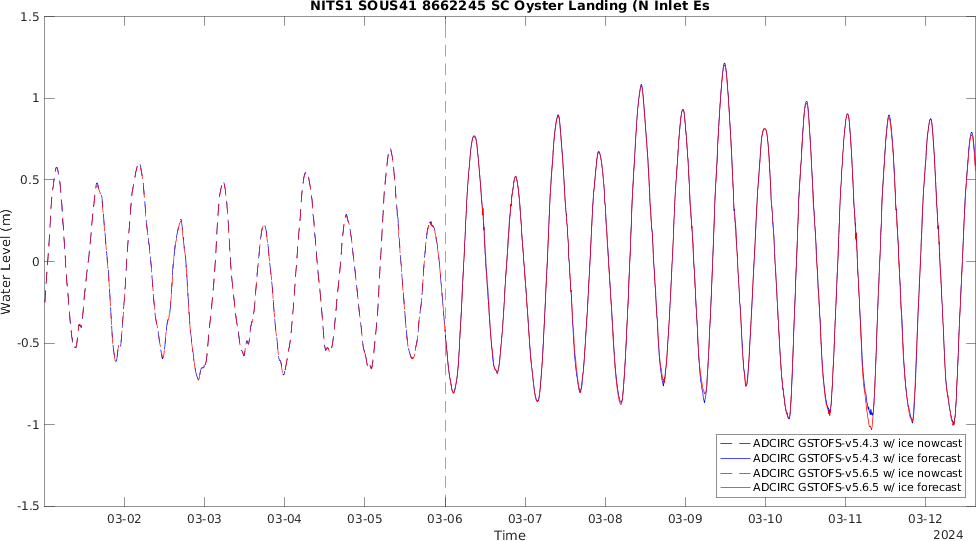 NITS1 SOUS41 8662245 SC Oyster Landing (N Inlet Es
1.5
1
0.5
0
-0.5
-1
-1.5
Water Level (m)
ADCIRC GSTOFS-v5.4.3 w/ ice nowcast
ADCIRC GSTOFS-v5.4.3 w/ ice forecast
ADCIRC GSTOFS-v5.6.5 w/ ice nowcast
ADCIRC GSTOFS-v5.6.5 w/ ice forecast
03-02 03-03 03-04 03-05 03-06 03-07 03-08 03-09 03-10 03-11 03-12
Time
2024